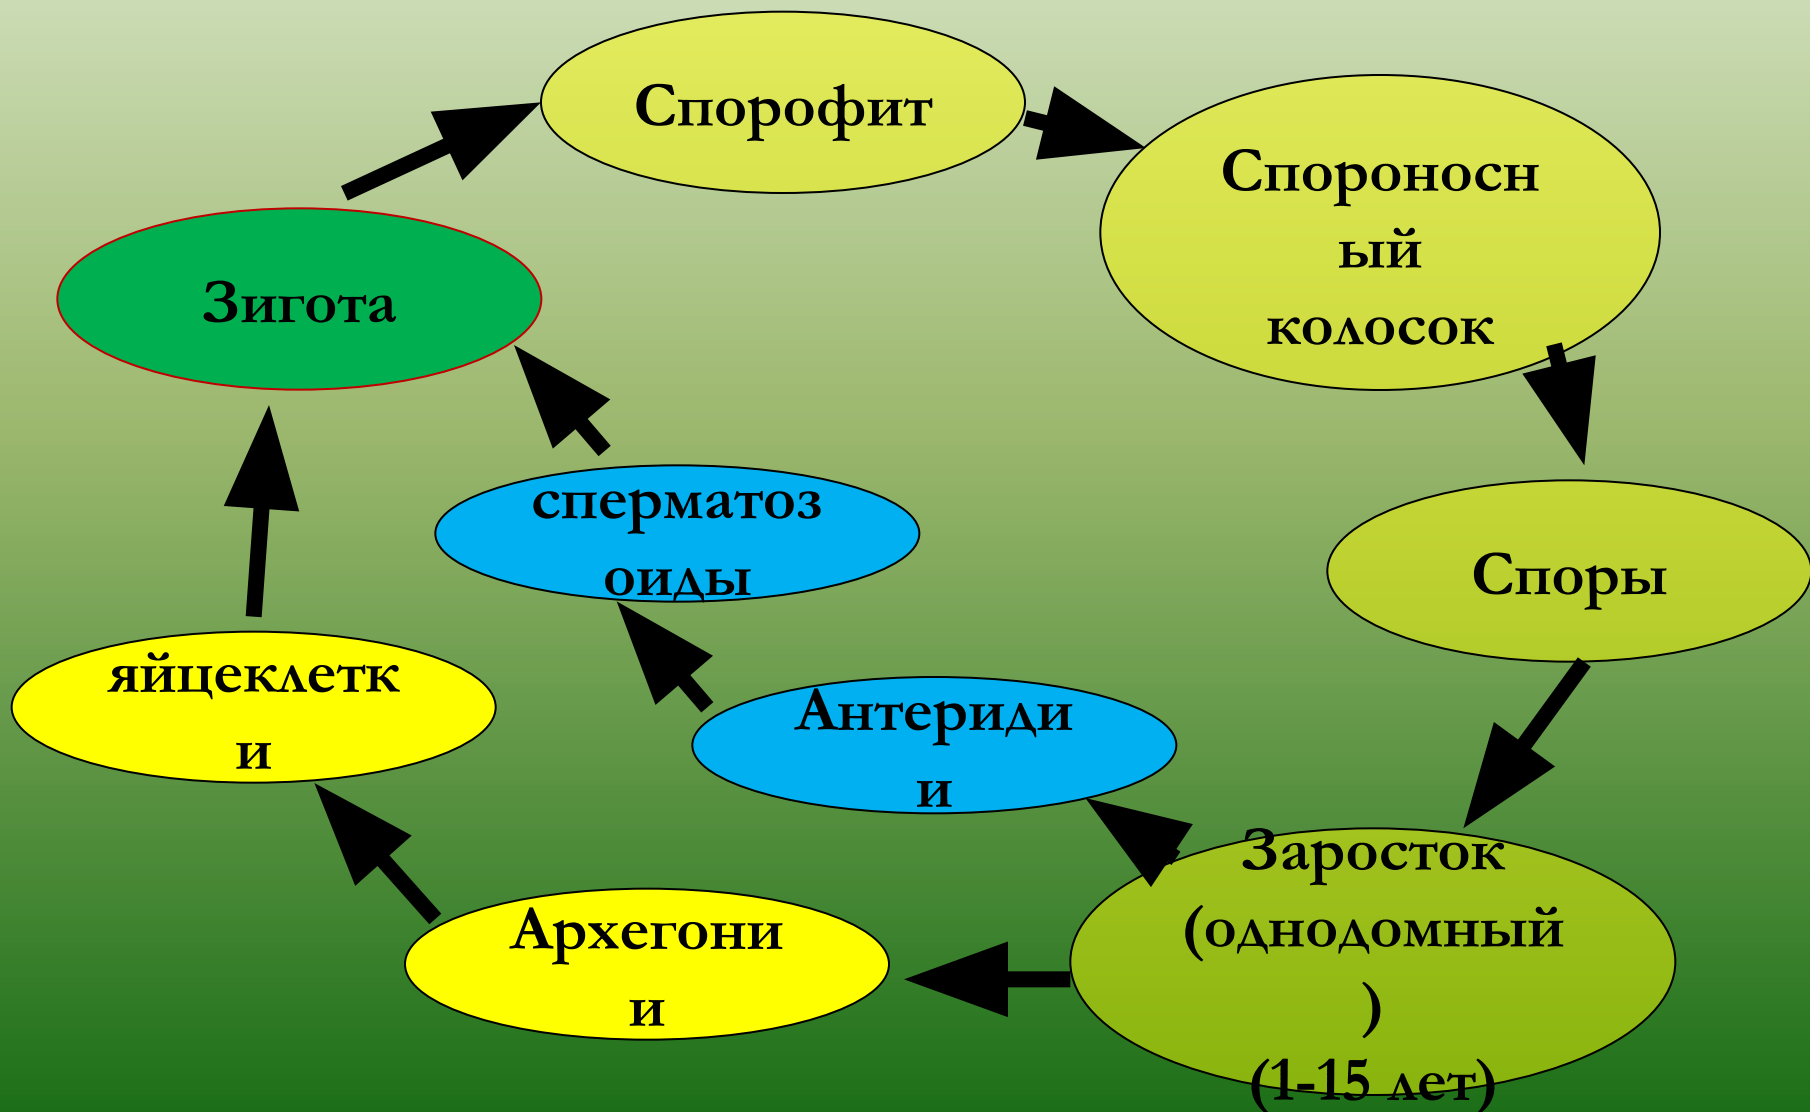 Спорофит
Спороносн
ый
колосок
Зигота
сперматоз
оиды
Споры
яйцеклетк
и
Антериди
и
Заросток
(однодомный
)
(1-15 лет)
Архегони
и